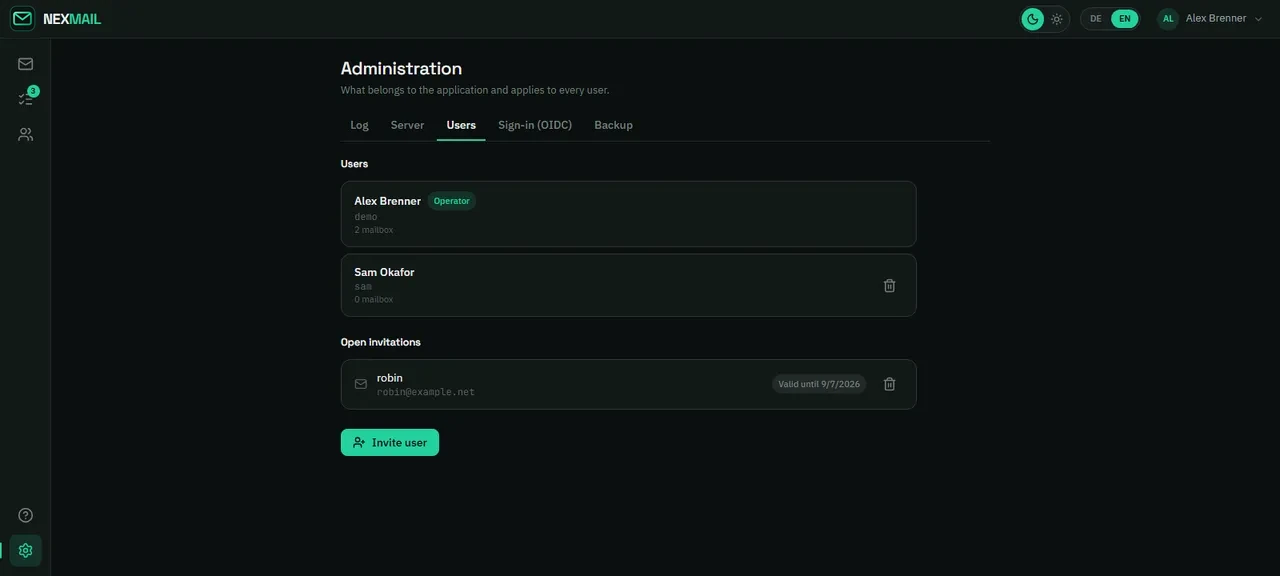 NEXMAIL
DE EN
AL Alex Brenner
3
Administration
What belongs to the application and applies to every user.
Log Server Users Sign-in (OIDC) Backup
Users
Alex Brenner Operator
demo
2 mailbox
Sam Okafor
sam
0 mailbox
Open invitations
robin
robin@example.net
Valid until 9/7/2026
Invite user